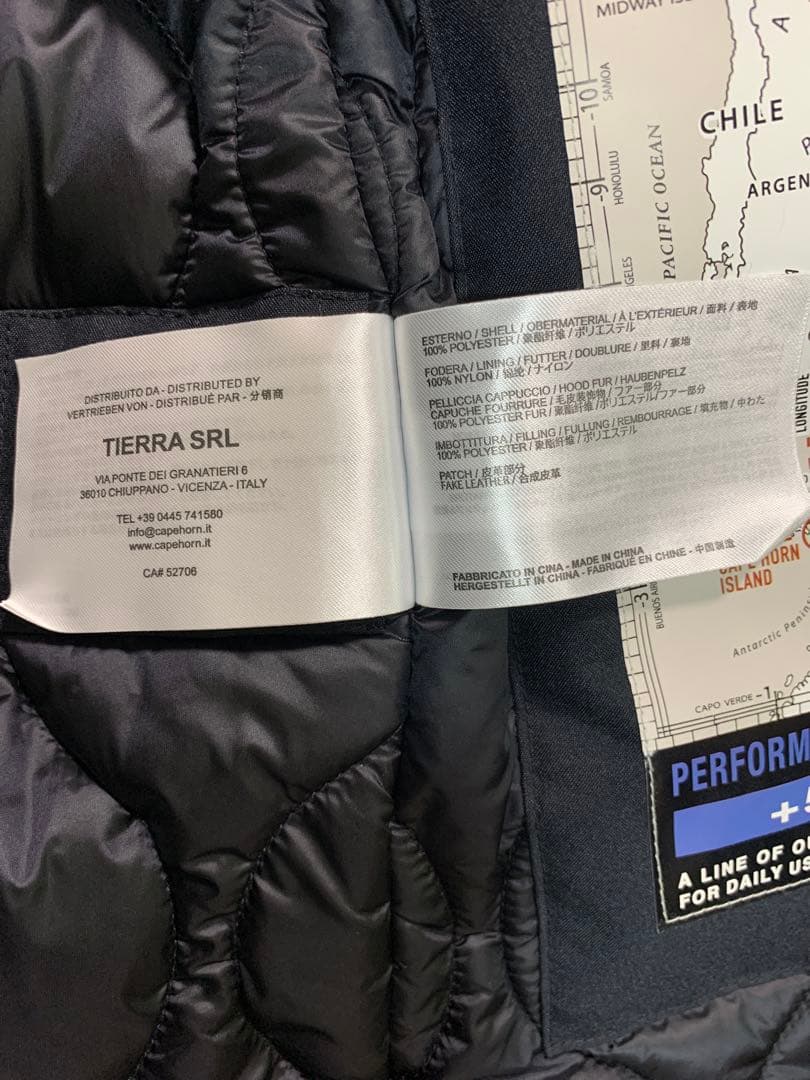 DISTRIBUITO DA - DISTRIBUTED BY
VERTRIEBEN VON - DISTRIBUÉ PAR - 分销商
TIERRA SRL
VIA PONTE DEI GRANATIERI 6
36010 CHIUPPANO - VICENZA - ITALY
TEL +39 0445 741580
info@capehorn.it
www.capehorn.it
CA# 52706
ESTERNO / SHELL / OBERMATERIAL / À L'EXTÉRIEUR / 面料 / 表地
100% POLYESTER / 聚酯纤维 / ポリエステル
FODERA / LINING / FUTTER / DOUBLURE / 里料 / 裏地
100% NYLON / 锦纶 / ナイロン
PELLICCIA CAPPUCCIO / HOOD FUR / HAUBENPELZ
CAPUCHE FOURRURE / 毛皮装饰物 / ファー部分
100% POLYESTER FUR / 聚酯纤维 / ポリエステル/ファー部分
IMBOTTITURA / FILLING / FULLUNG / REMBOURRAGE / 填充物 / 中わた
100% POLYESTER / 聚酯纤维 / ポリエステル
PATCH / 皮革部分
FAKE LEATHER / 合成皮革
FABBRICATO IN CINA - MADE IN CHINA
HERGESTELLT IN CHINA - FABRIQUÉ EN CHINE - 中国制造
MIDWAY
-10
SAMOA
-9
HONOLULU
PACIFIC OCEAN
CHILE
ARGEN
LONGITUDE
HORN
ISLAND
-3
BUENOS AIR
Antarctic Penin
CAPO VERDE -1
PERFORM
+5
A LINE OF O
FOR DAILY US